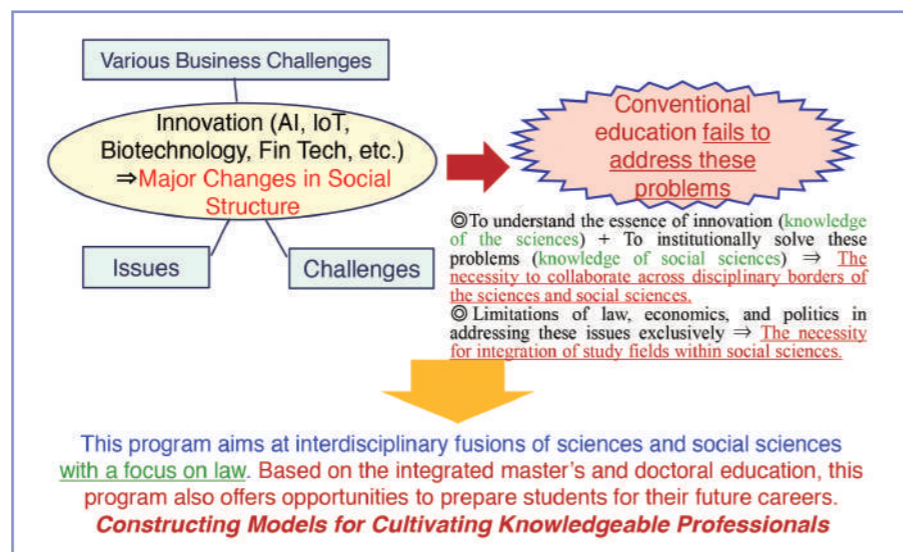 Various Business Challenges
Innovation (AI, IoT,
Biotechnology, Fin Tech, etc.)
⇒Major Changes in Social
Structure
Issues
Challenges
Conventional
education fails to
address these
problems
◎To understand the essence of innovation (knowledge
of the sciences) + To institutionally solve these
problems (knowledge of social sciences) ⇒ The
necessity to collaborate across disciplinary borders of
the sciences and social sciences.
◎ Limitations of law, economics, and politics in
addressing these issues exclusively ⇒ The necessity
for integration of study fields within social sciences.
This program aims at interdisciplinary fusions of sciences and social sciences
with a focus on law. Based on the integrated master's and doctoral education, this
program also offers opportunities to prepare students for their future careers.
Constructing Models for Cultivating Knowledgeable Professionals